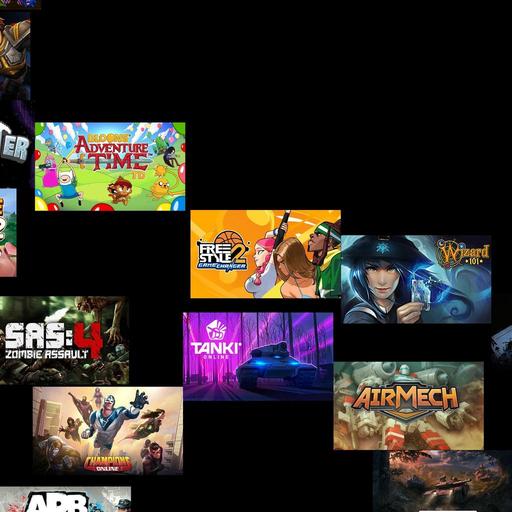 TER
BLOONS
ADVENTURE
TIME
TD
FREE
STYLE 2
GAME CHANGER
Wizard
101
SAS:4
ZOMBIE ASSAULT
TANKI
ONLINE
AIRMECH
CHAMPIONS
ONLINE
APB